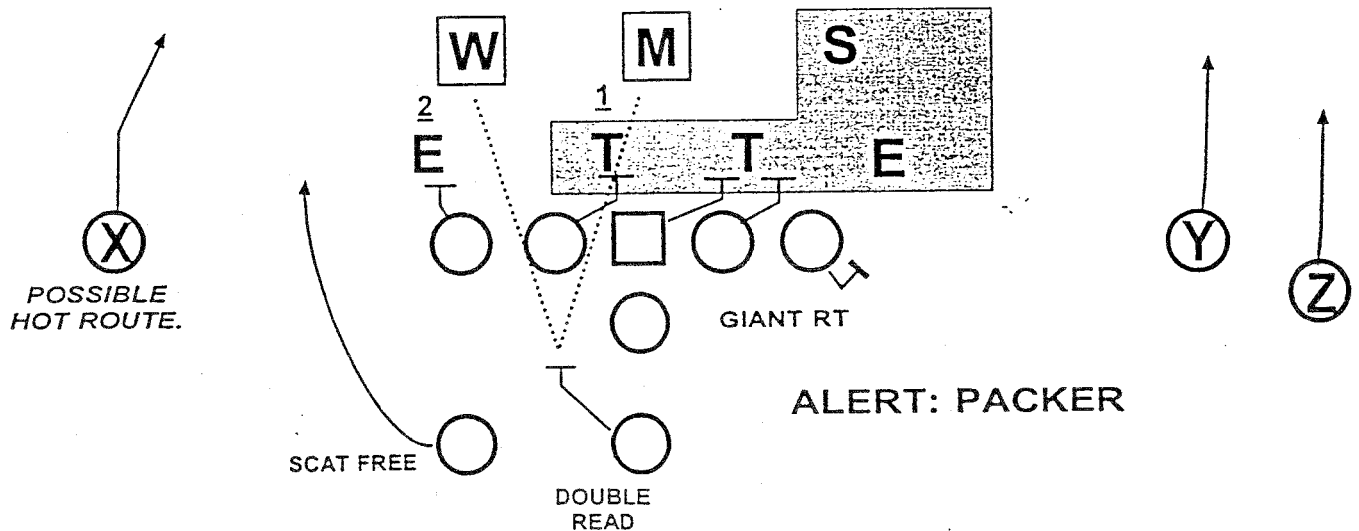 W M S
2 1
E T T E
X Y
Z
POSSIBLE
HOT ROUTE.
GIANT RT
ALERT: PACKER
SCAT FREE
DOUBLE
READ